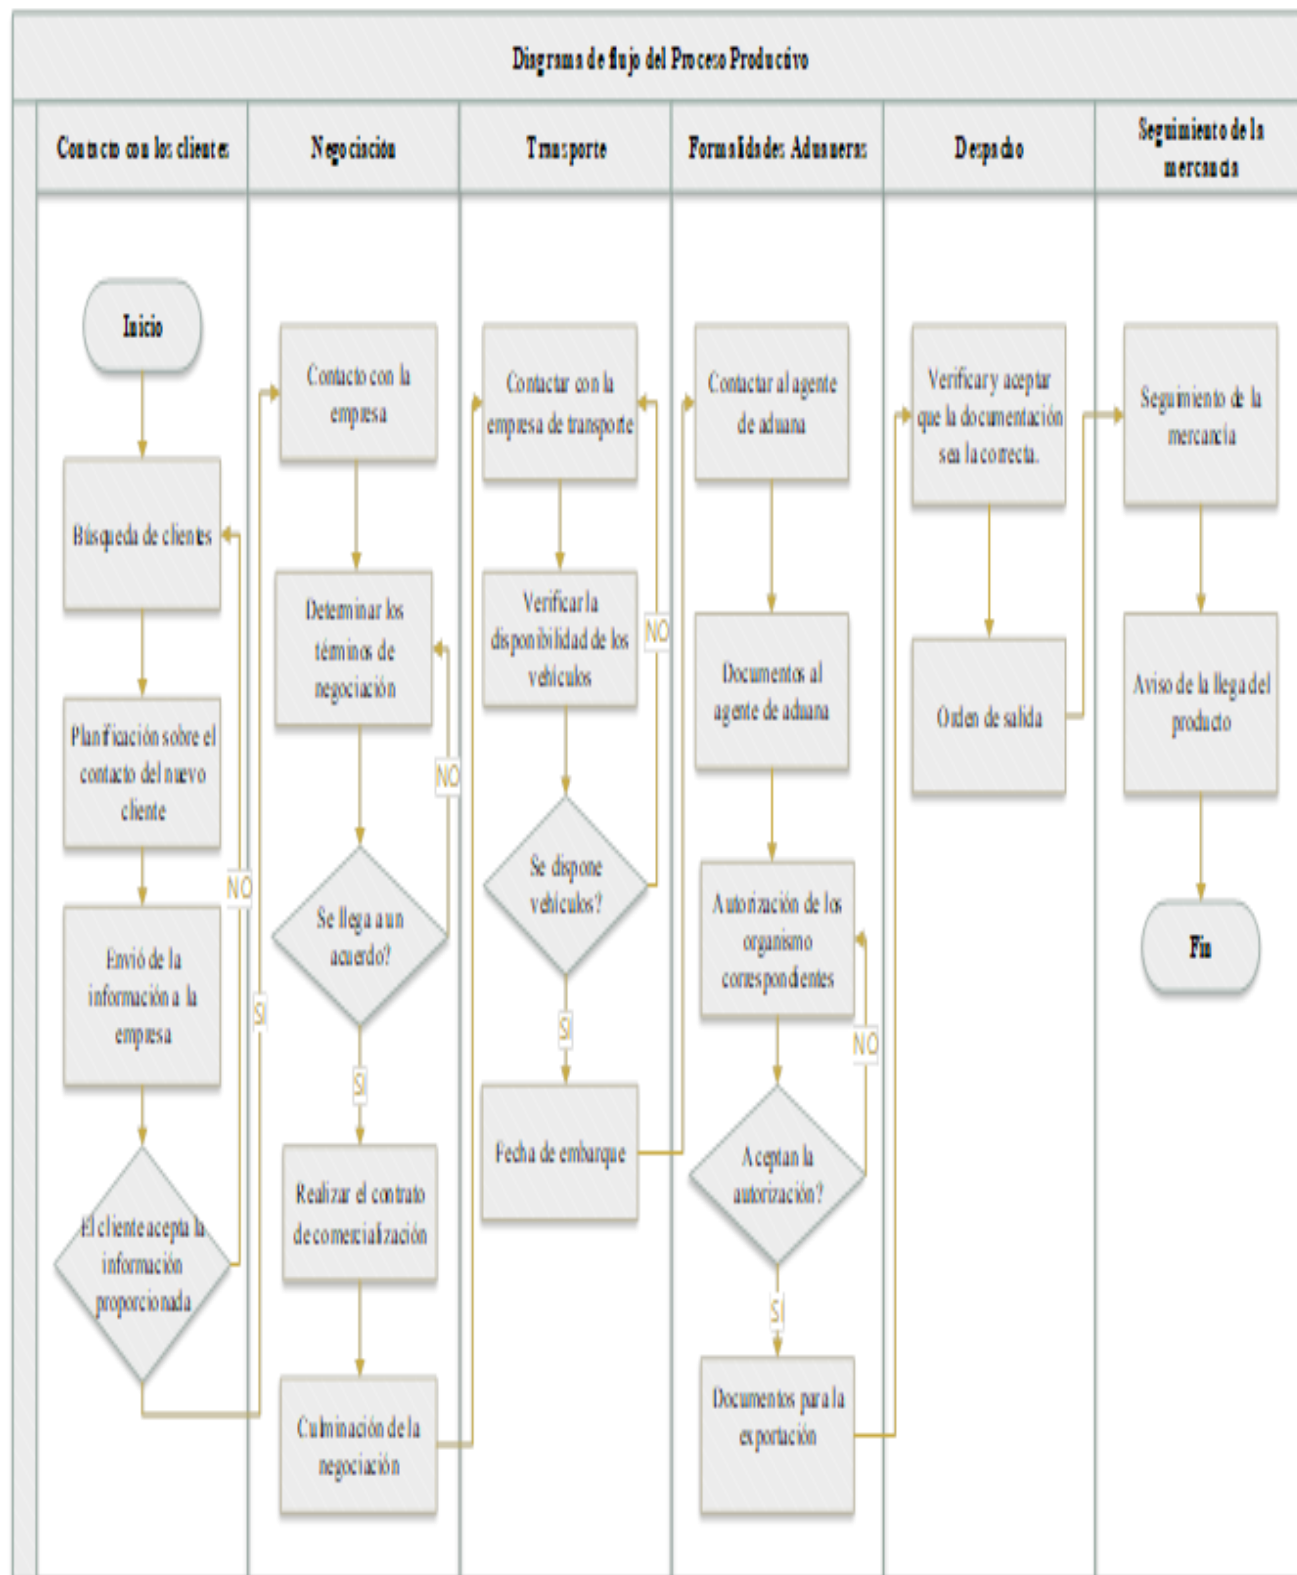 Diagrama de flujo del Proceso Productivo
Contacto con los clientes
Negociación
Transporte
Formalidades Aduaneras
Despacho
Seguimiento de la
mercancia
Inicio
Búsqueda de clientes
Planificación sobre el
contacto del nuevo
cliente
Envió de la
información a la
empresa
El cliente acepta la
información
proporcionada
NO
SI
Contacto con la
empresa
Determinar los
términos de
negociación
Se llega a un
acuerdo?
NO
SI
Realizar el contrato
de comercialización
Culminación de la
negociación
Contactar con la
empresa de transporte
Verificar la
disponibilidad de los
vehículos
Se dispone
vehículos?
NO
SI
Fecha de embarque
Contactar al agente
de aduana
Documentos al
agente de aduana
Autorización de los
organismo
correspondientes
Aceptan la
autorización?
NO
SI
Documentos para la
exportación
Verificar y aceptar
que la documentación
sea la correcta.
Orden de salida
Seguimiento de la
mercancía
Aviso de la llega del
producto
Fin